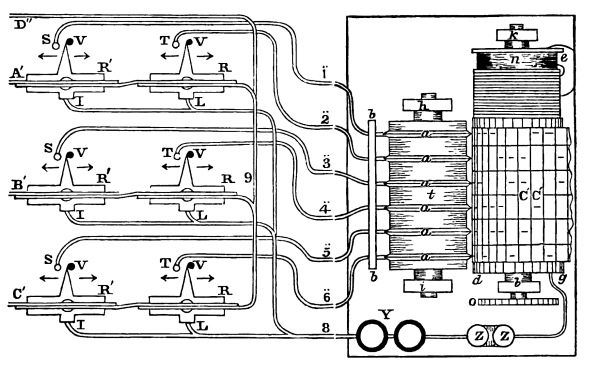 D″
S V T V k
n e
A′ R′ R
1̈
I L h b
2̈ a
S V T V
a
3̈ a
9 t C′ C′
B′ R′ R
4̈ a
I L
5̈ a
S V T V
a
b i d l g
6̈ o
C′ R′ R
I L 8 Y Z Z